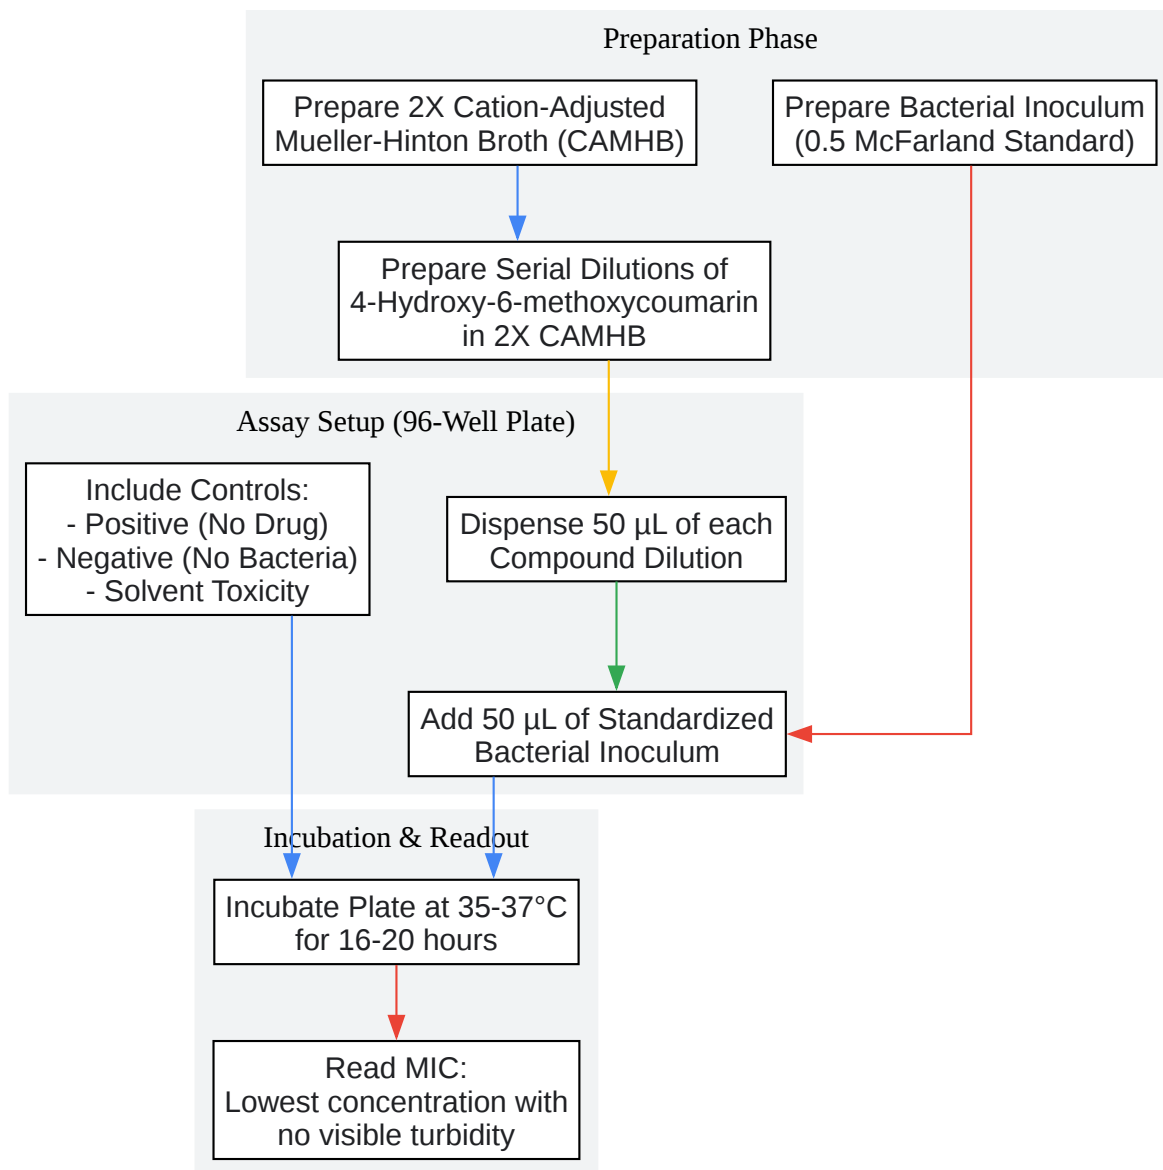 Preparation Phase
Prepare 2X Cation-Adjusted
Mueller-Hinton Broth (CAMHB)
Prepare Bacterial Inoculum
(0.5 McFarland Standard)
Prepare Serial Dilutions of
4-Hydroxy-6-methoxycoumarin
in 2X CAMHB
Assay Setup (96-Well Plate)
Include Controls:
- Positive (No Drug)
- Negative (No Bacteria)
- Solvent Toxicity
Dispense 50 µL of each
Compound Dilution
Add 50 µL of Standardized
Bacterial Inoculum
Incubation & Readout
Incubate Plate at 35-37°C
for 16-20 hours
Read MIC:
Lowest concentration with
no visible turbidity